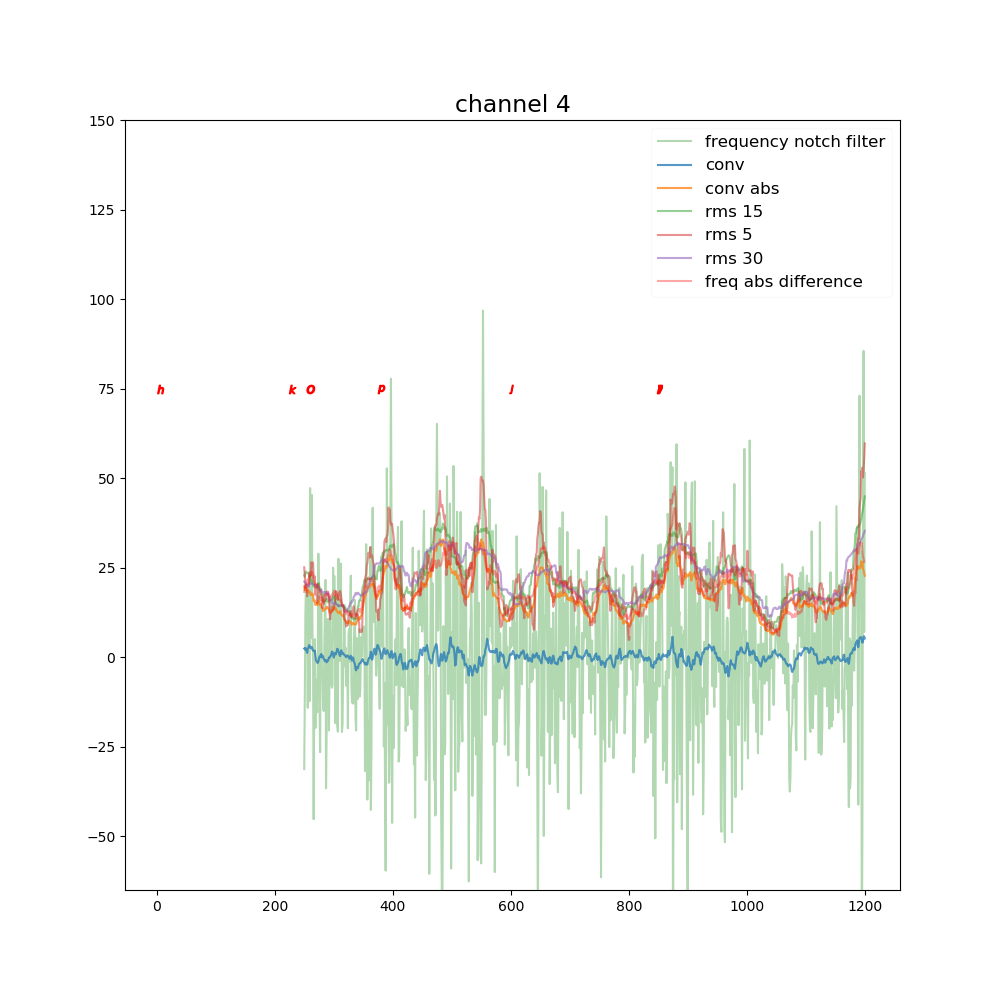 channel 4
150
125
100
75
50
25
0
−25
−50
frequency notch filter
conv
conv abs
rms 15
rms 5
rms 30
freq abs difference
h k o p j
0 200 400 600 800 1000 1200